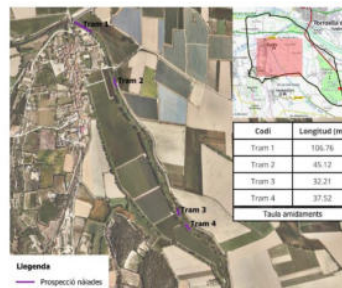 Tram 1
Tram 2
Tram 3
Tram 4
Codi Longitud (m
Tram 1 106.76
Tram 2 45.12
Tram 3 32.21
Tram 4 37.52
Taula amidaments
Llegenda
Prospecció nàiades